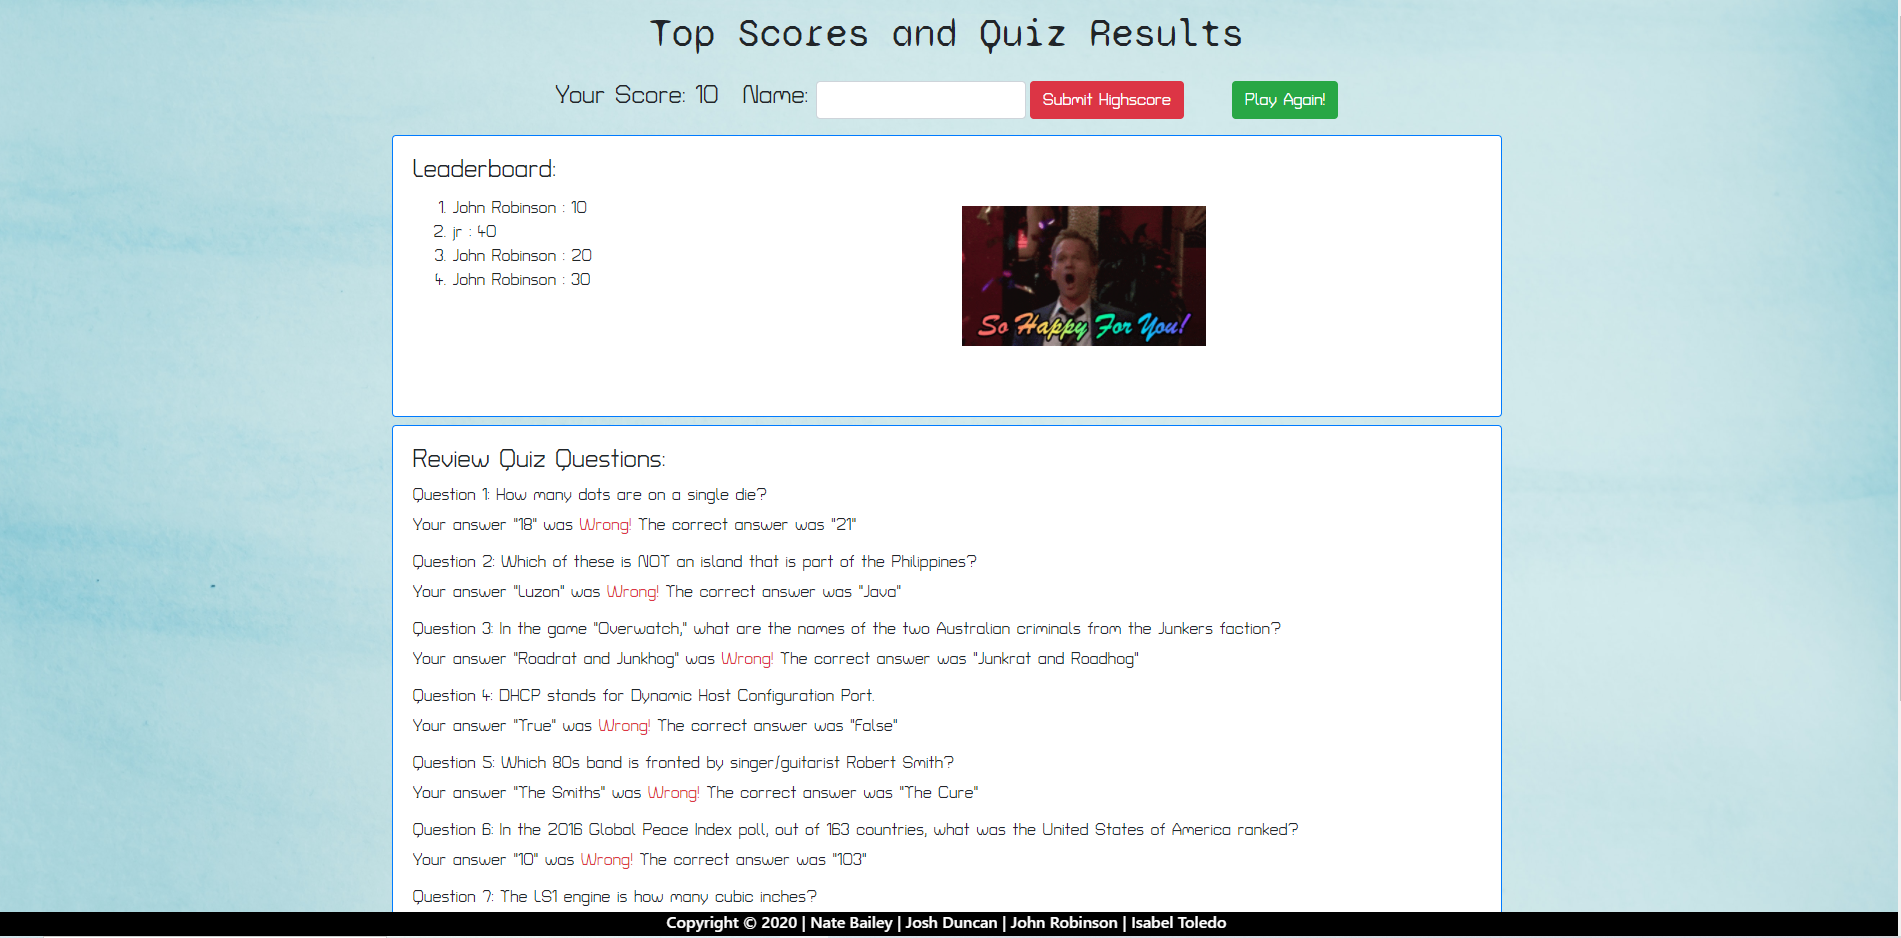 Top Scores and Quiz Results
Your Score: 10 Name: Submit Highscore Play Again!
Leaderboard:
1. John Robinson : 10
2. jr : 40
3. John Robinson : 20
4. John Robinson : 30
So Happy For You!
Review Quiz Questions:
Question 1: How many dots are on a single die?
Your answer "18" was Wrong! The correct answer was "21"
Question 2: Which of these is NOT an island that is part of the Philippines?
Your answer "Luzon" was Wrong! The correct answer was "Java"
Question 3: In the game "Overwatch," what are the names of the two Australian criminals from the Junkers faction?
Your answer "Roadrat and Junkhog" was Wrong! The correct answer was "Junkrat and Roadhog"
Question 4: DHCP stands for Dynamic Host Configuration Port.
Your answer "True" was Wrong! The correct answer was "False"
Question 5: Which 80s band is fronted by singer/guitarist Robert Smith?
Your answer "The Smiths" was Wrong! The correct answer was "The Cure"
Question 6: In the 2016 Global Peace Index poll, out of 163 countries, what was the United States of America ranked?
Your answer "10" was Wrong! The correct answer was "103"
Question 7: The LS1 engine is how many cubic inches?
Copyright © 2020 | Nate Bailey | Josh Duncan | John Robinson | Isabel Toledo